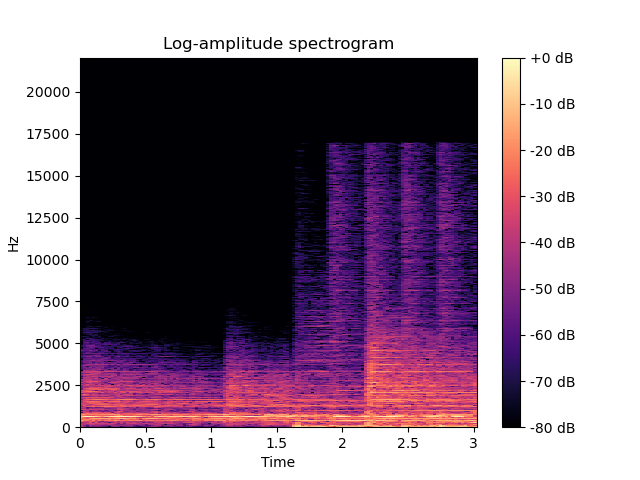 Log-amplitude spectrogram
Hz
20000
17500
15000
12500
10000
7500
5000
2500
0
0 0.5 1 1.5 2 2.5 3
Time
+0 dB
-10 dB
-20 dB
-30 dB
-40 dB
-50 dB
-60 dB
-70 dB
-80 dB